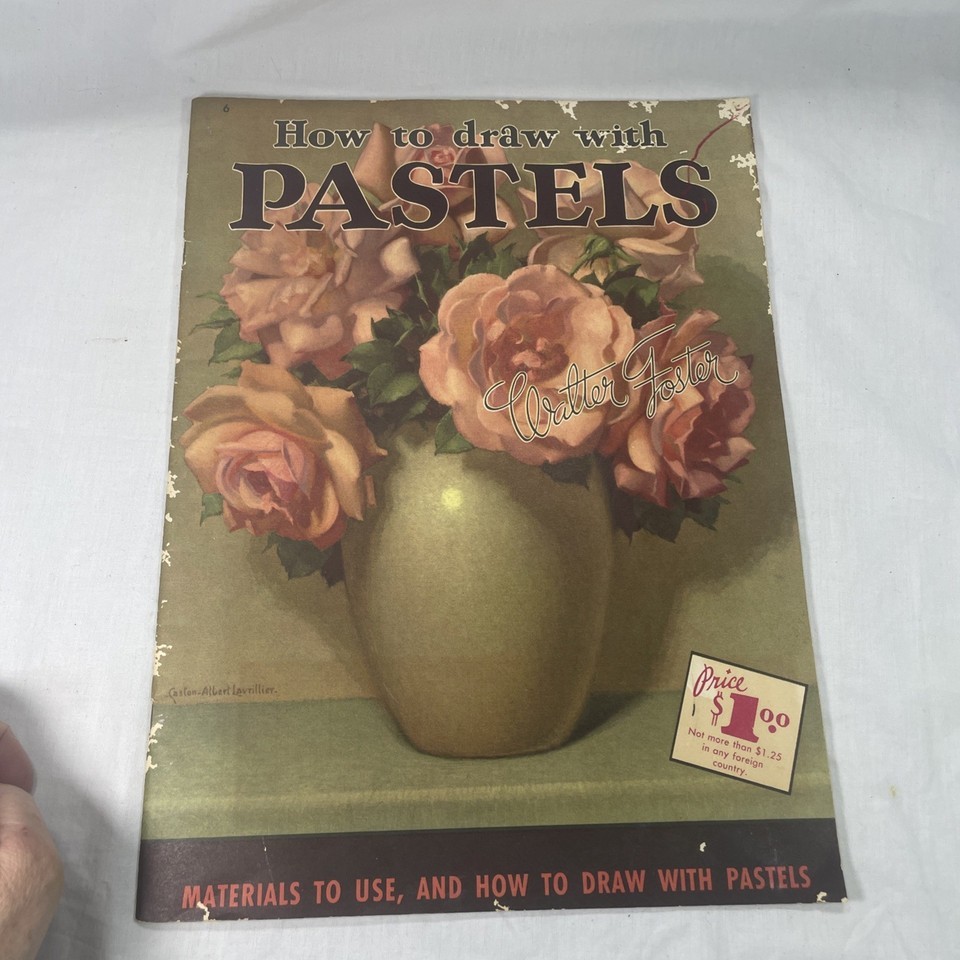 6
How to draw with
PASTELS
Walter Foster
Gaston-Albert Lavrillier.
Price
$1.00
Not more than $1.25
in any foreign
country.
MATERIALS TO USE, AND HOW TO DRAW WITH PASTELS